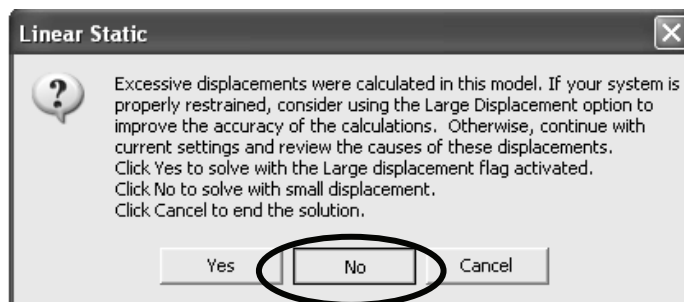 Linear Static
Excessive displacements were calculated in this model. If your system is
properly restrained, consider using the Large Displacement option to
improve the accuracy of the calculations.  Otherwise, continue with
current settings and review the causes of these displacements.
Click Yes to solve with the Large displacement flag activated.
Click No to solve with small displacement.
Click Cancel to end the solution.
Yes No Cancel